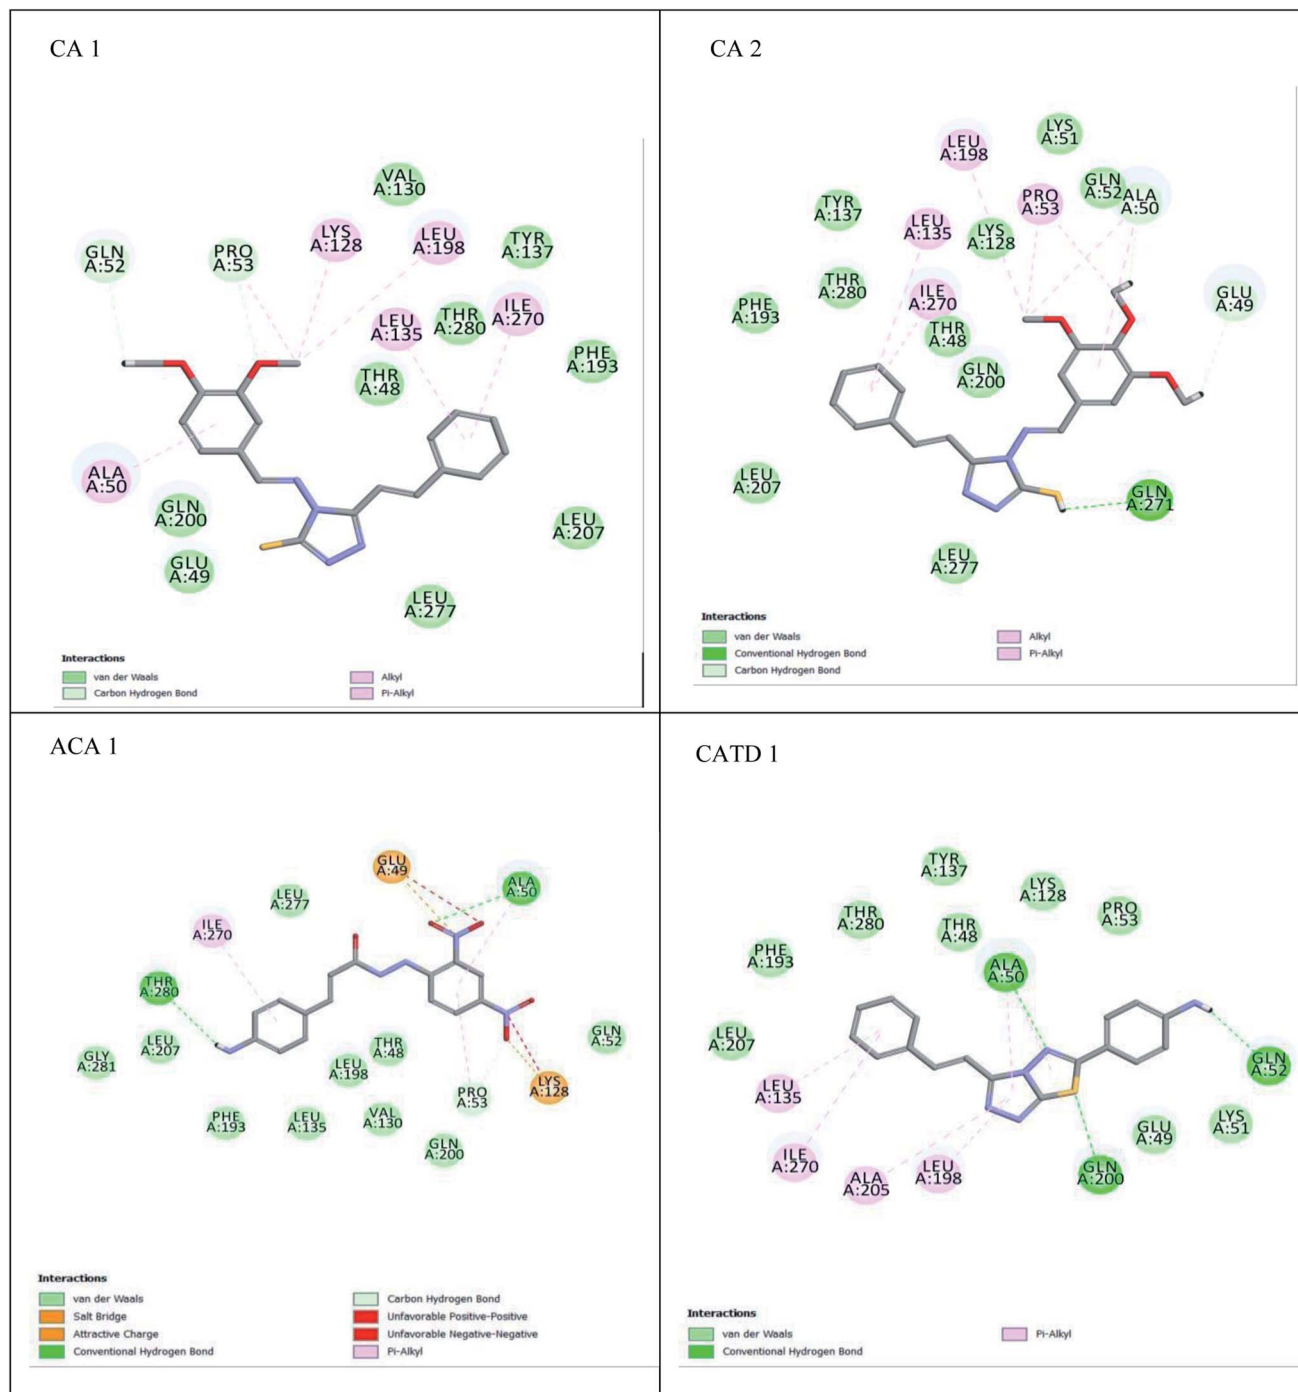 CA 1
VAL
A:130
LYS
A:128
LEU
A:198
TYR
A:137
GLN
A:52
PRO
A:53
LEU
A:135
THR
A:280
ILE
A:270
PHE
A:193
THR
A:48
ALA
A:50
GLN
A:200
GLU
A:49
LEU
A:207
LEU
A:277
Interactions
van der Waals
Carbon Hydrogen Bond
Alkyl
Pi-Alkyl
CA 2
LYS
A:51
LEU
A:198
GLN
A:52
ALA
A:50
PRO
A:53
TYR
A:137
LEU
A:135
LYS
A:128
THR
A:280
ILE
A:270
GLU
A:49
PHE
A:193
THR
A:48
GLN
A:200
LEU
A:207
GLN
A:271
LEU
A:277
Interactions
van der Waals
Conventional Hydrogen Bond
Carbon Hydrogen Bond
Alkyl
Pi-Alkyl
ACA 1
GLU
A:49
ALA
A:50
LEU
A:277
ILE
A:270
THR
A:280
GLY
A:281
LEU
A:207
THR
A:48
LEU
A:198
GLN
A:52
PRO
A:53
LYS
A:128
PHE
A:193
LEU
A:135
VAL
A:130
GLN
A:200
Interactions
van der Waals
Salt Bridge
Attractive Charge
Conventional Hydrogen Bond
Carbon Hydrogen Bond
Unfavorable Positive-Positive
Unfavorable Negative-Negative
Pi-Alkyl
CATD 1
TYR
A:137
LYS
A:128
PRO
A:53
THR
A:280
THR
A:48
PHE
A:193
ALA
A:50
LEU
A:207
LEU
A:135
GLN
A:52
LYS
A:51
GLU
A:49
ILE
A:270
ALA
A:205
LEU
A:198
GLN
A:200
Interactions
van der Waals
Conventional Hydrogen Bond
Pi-Alkyl